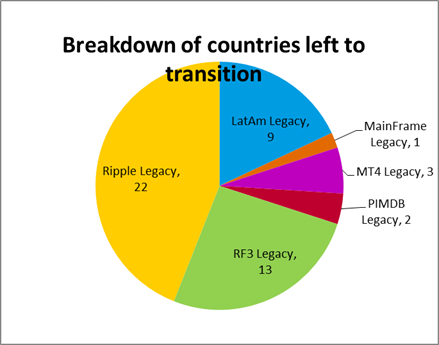 Breakdown of countries left to
transition
LatAm Legacy,
9
MainFrame
Legacy, 1
MT4 Legacy, 3
PIMDB
Legacy, 2
RF3 Legacy,
13
Ripple Legacy,
22